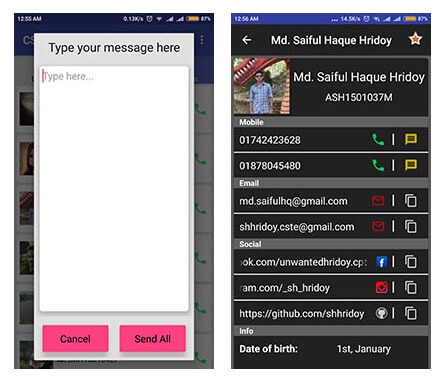 12:55 AM
0.13K/s
87%
CS
Type your message here
Type here...
Cancel
Send All
12:56 AM
... 14.5K/s
87%
Md. Saiful Haque Hridoy
Md. Saiful Haque Hridoy
ASH1501037M
Mobile
01742423628
01878045480
Email
md.saifulhq@gmail.com
shhridoy.cste@gmail.com
Social
ook.com/unwantedhridoy.cpt
ram.com/_sh_hridoy
https://github.com/shhridoy
Info
Date of birth: 1st, January